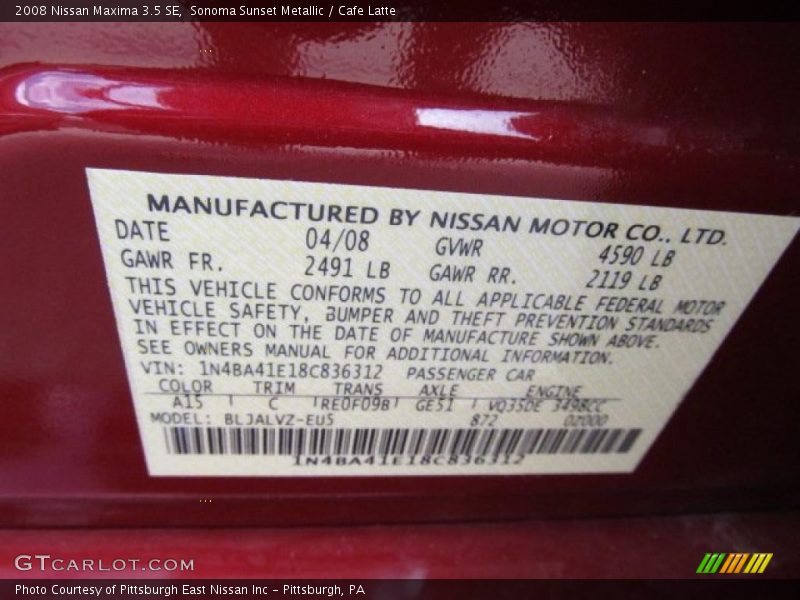 2008 Nissan Maxima 3.5 SE, Sonoma Sunset Metallic / Cafe Latte
MANUFACTURED BY NISSAN MOTOR CO., LTD.
DATE 04/08 GVWR 4590 LB
GAWR FR. 2491 LB GAWR RR. 2119 LB
THIS VEHICLE CONFORMS TO ALL APPLICABLE FEDERAL MOTOR
VEHICLE SAFETY, BUMPER AND THEFT PREVENTION STANDARDS
IN EFFECT ON THE DATE OF MANUFACTURE SHOWN ABOVE.
SEE OWNERS MANUAL FOR ADDITIONAL INFORMATION.
VIN: 1N4BA41E18C836312 PASSENGER CAR
COLOR TRIM TRANS AXLE ENGINE
A15 C RE0F09B GE51 VQ35DE 3498CC
MODEL: BLJALVZ-EU5 872 02000
1N4BA41E18C836312
GTCARLOT.COM
Photo Courtesy of Pittsburgh East Nissan Inc - Pittsburgh, PA